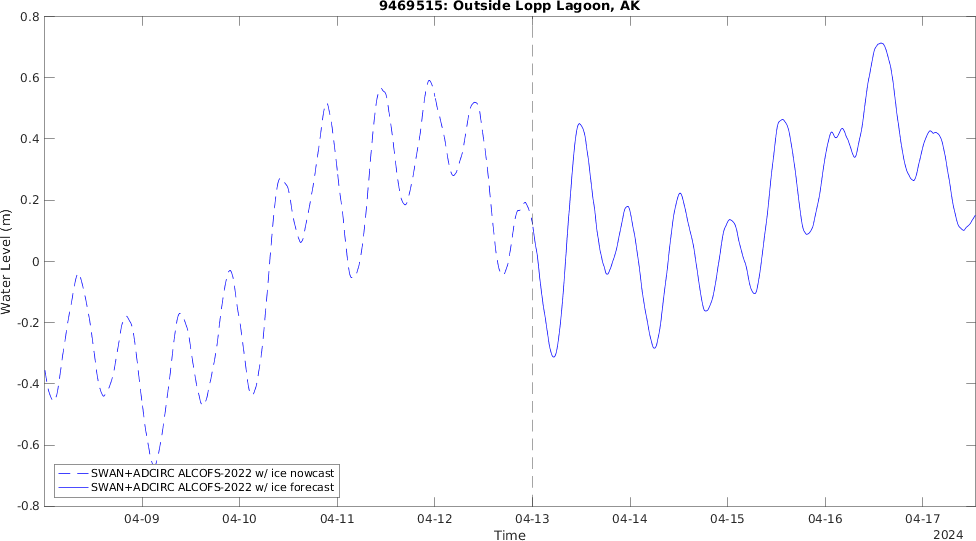 9469515: Outside Lopp Lagoon, AK
0.8
0.6
0.4
0.2
0
-0.2
-0.4
-0.6
-0.8
Water Level (m)
SWAN+ADCIRC ALCOFS-2022 w/ ice nowcast
SWAN+ADCIRC ALCOFS-2022 w/ ice forecast
04-09 04-10 04-11 04-12 04-13 04-14 04-15 04-16 04-17
Time
2024